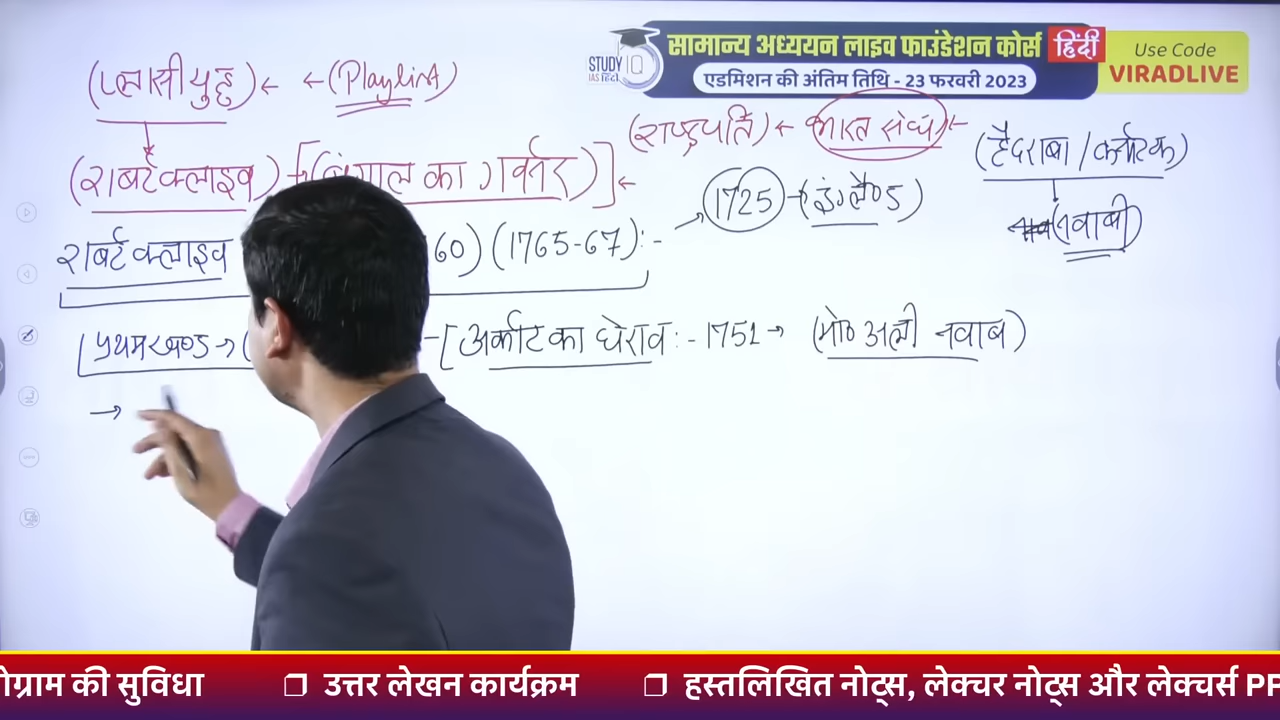 सामान्य अध्ययन लाइव फाउंडेशन कोर्स हिंदी
STUDY IQ
IAS हिंदी
एडमिशन की अंतिम तिथि - 23 फरवरी 2023
Use Code
VIRADLIVE
(प्लासी युद्ध) ← ←(Playlist)
(राष्ट्रपति) ← भारत संघ ←
(हैदराबा / कर्नाटक)
(राबर्ट क्लाइव) → [(बंगाल का गवर्नर)] ←
1725 → (इंग्लैण्ड)
(नवाबी)
राबर्ट क्लाइव 60) (1765-67) :-
[प्रथम खण्ड → ( - [अर्काट का घेराव :- 1751 → (मो० अली नवाब)
→
ोग्राम की सुविधा ❐ उत्तर लेखन कार्यक्रम ❐ हस्तलिखित नोट्स, लेक्चर नोट्स और लेक्चर्स PP